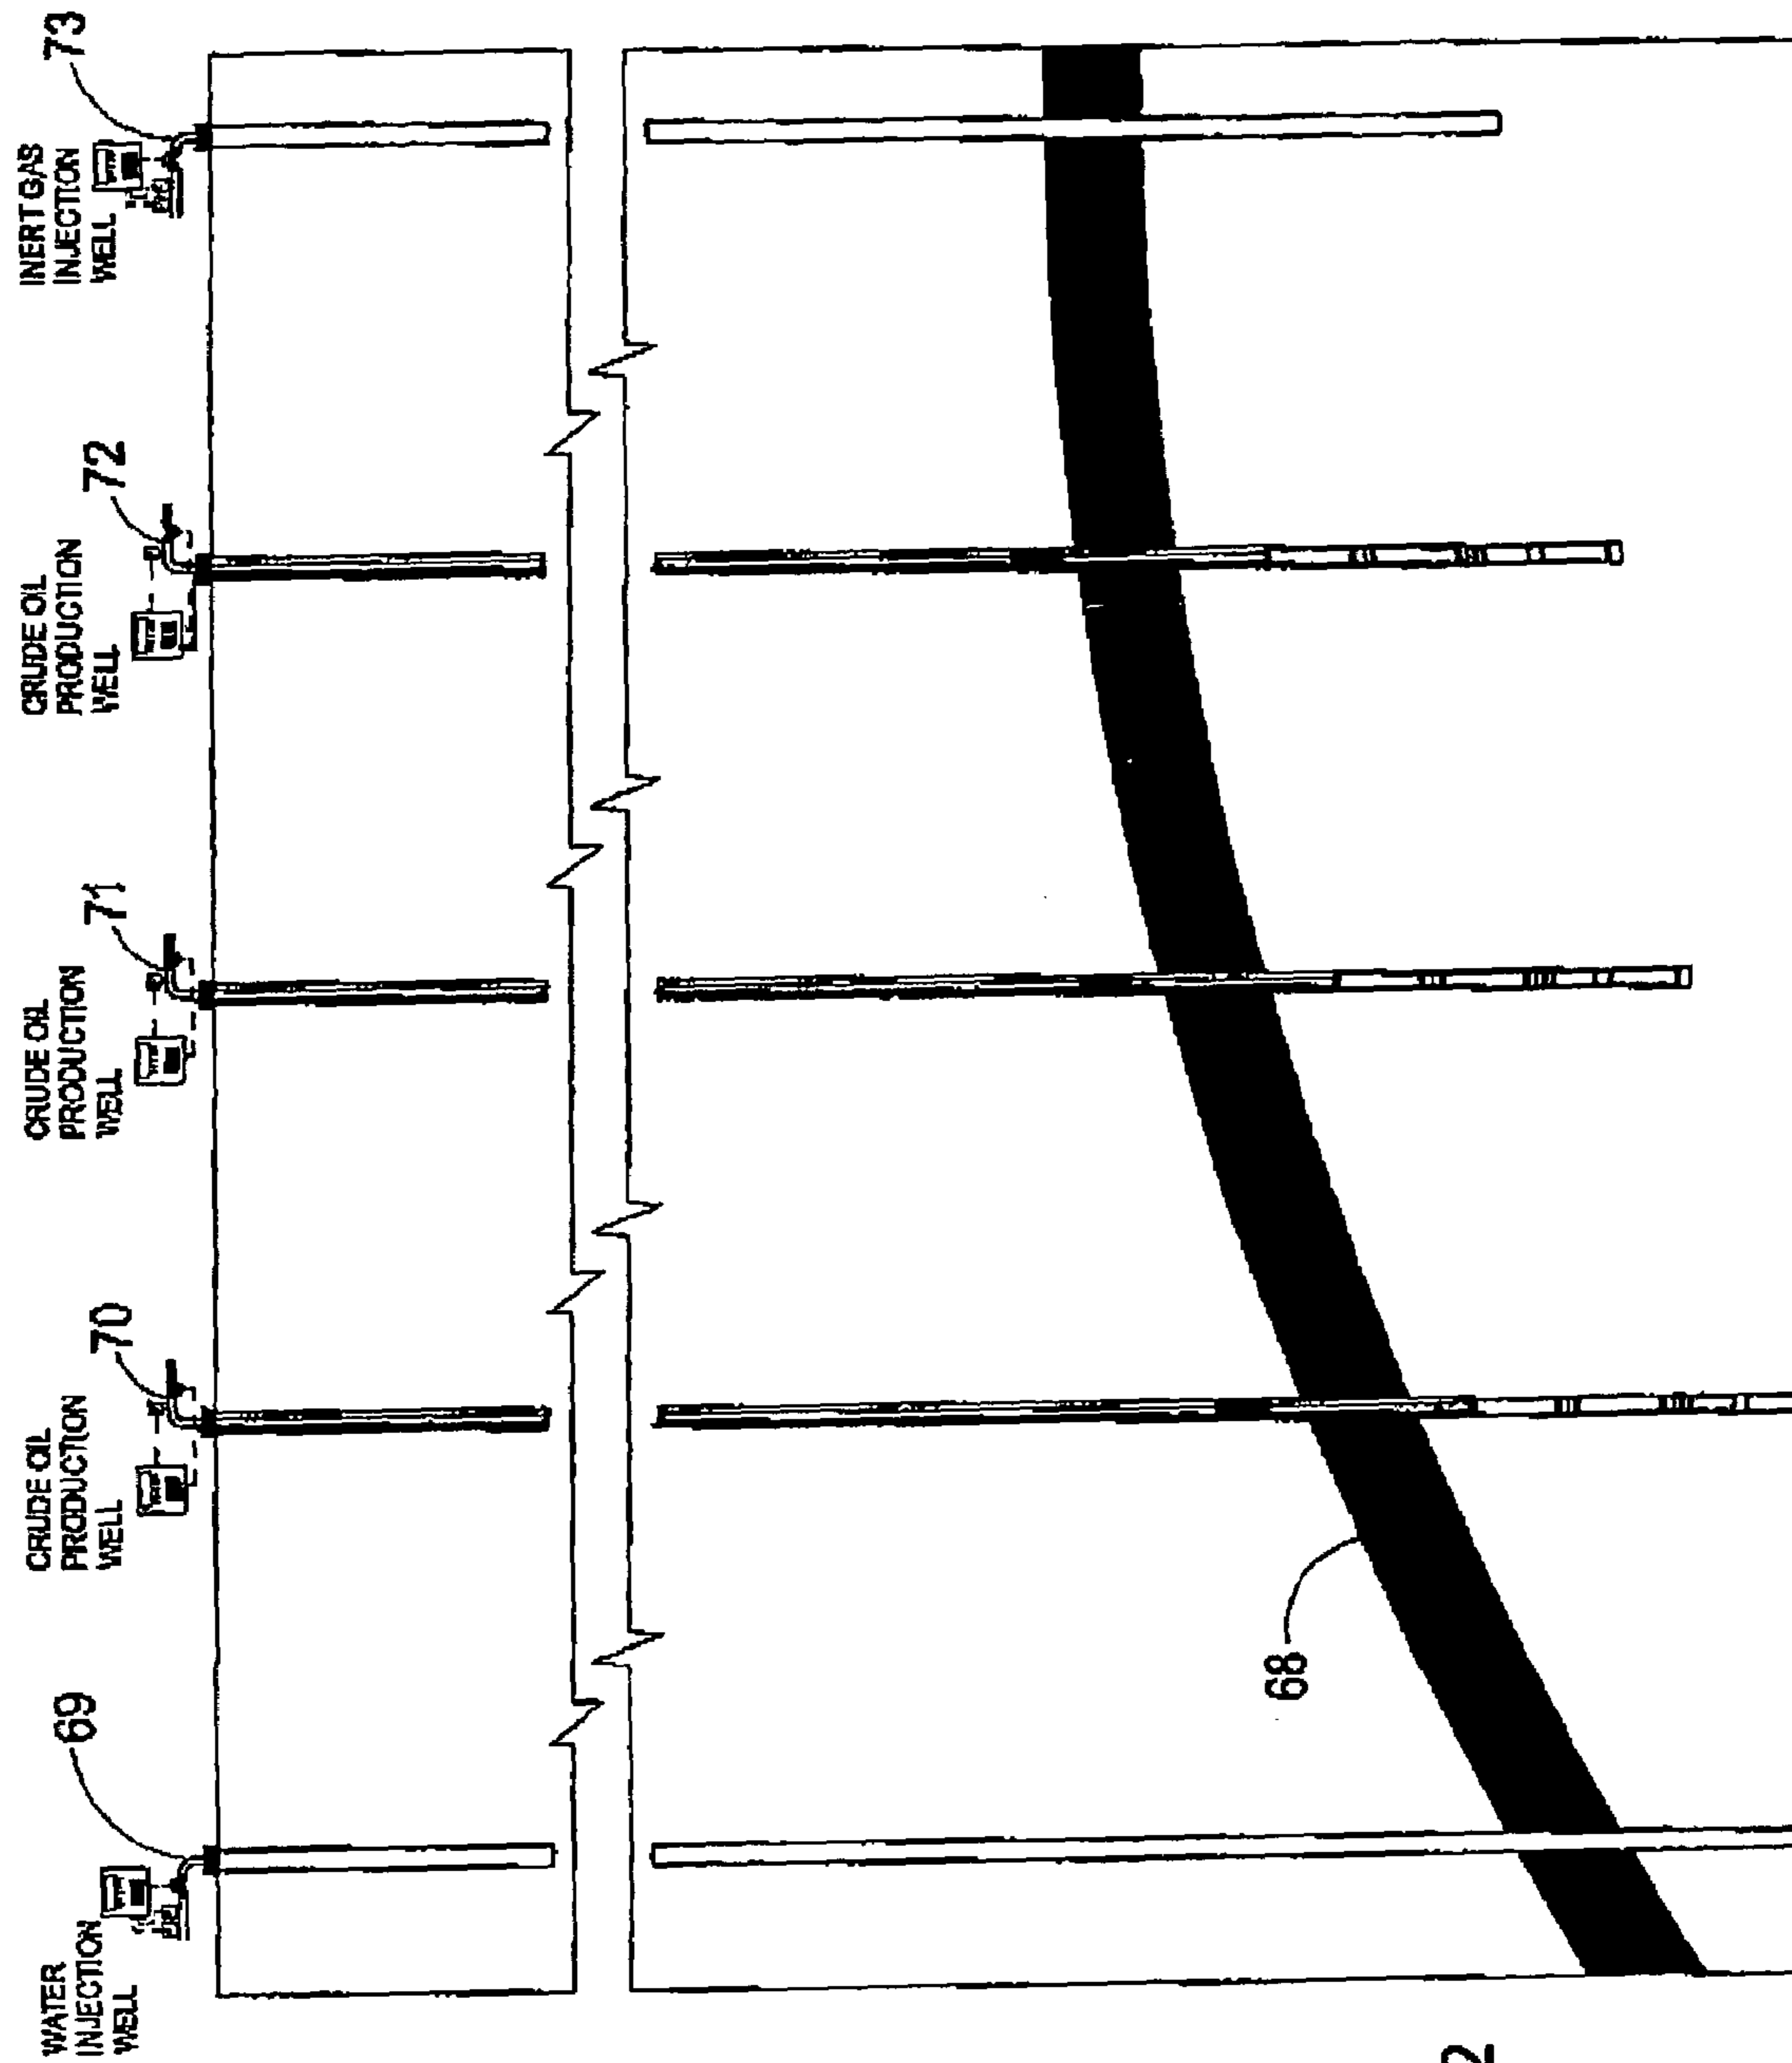 WATER
INJECTION
WELL
69
CRUDE OIL
PRODUCTION
WELL
70
CRUDE OIL
PRODUCTION
WELL
71
CRUDE OIL
PRODUCTION
WELL
72
INERT GAS
INJECTION
WELL
73
68
2